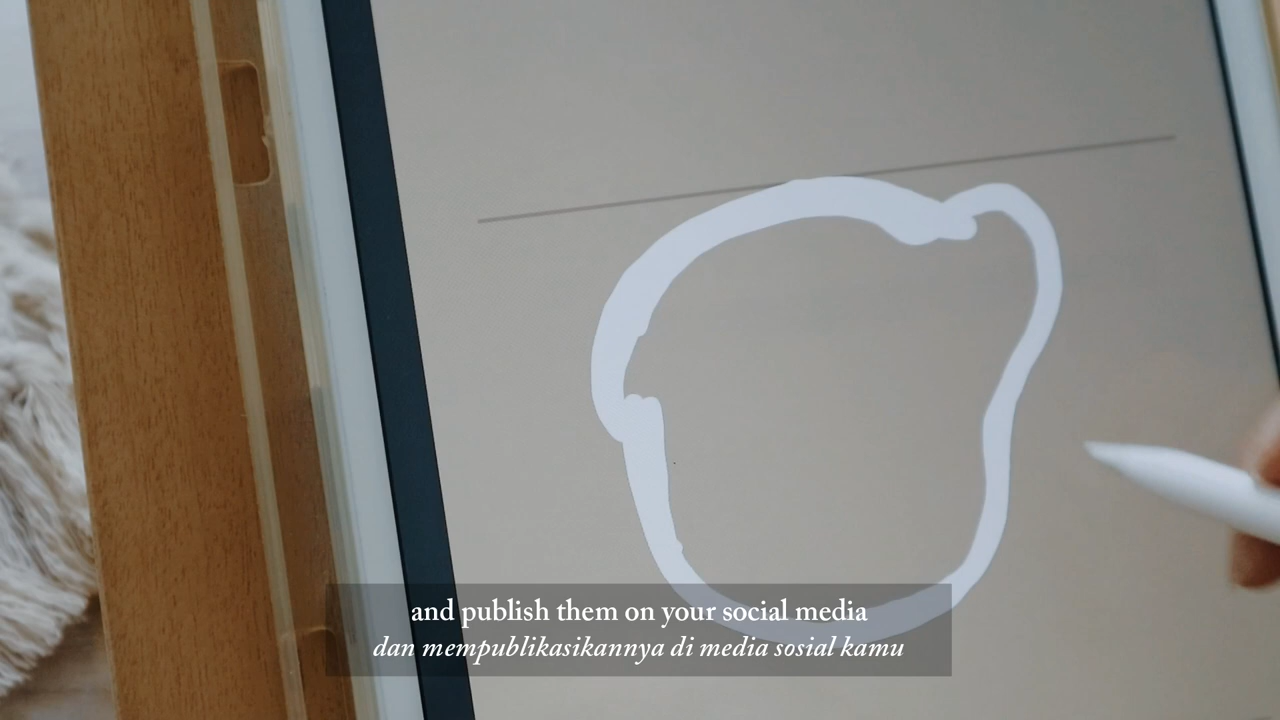 and publish them on your social media
dan mempublikasikannya di media sosial kamu